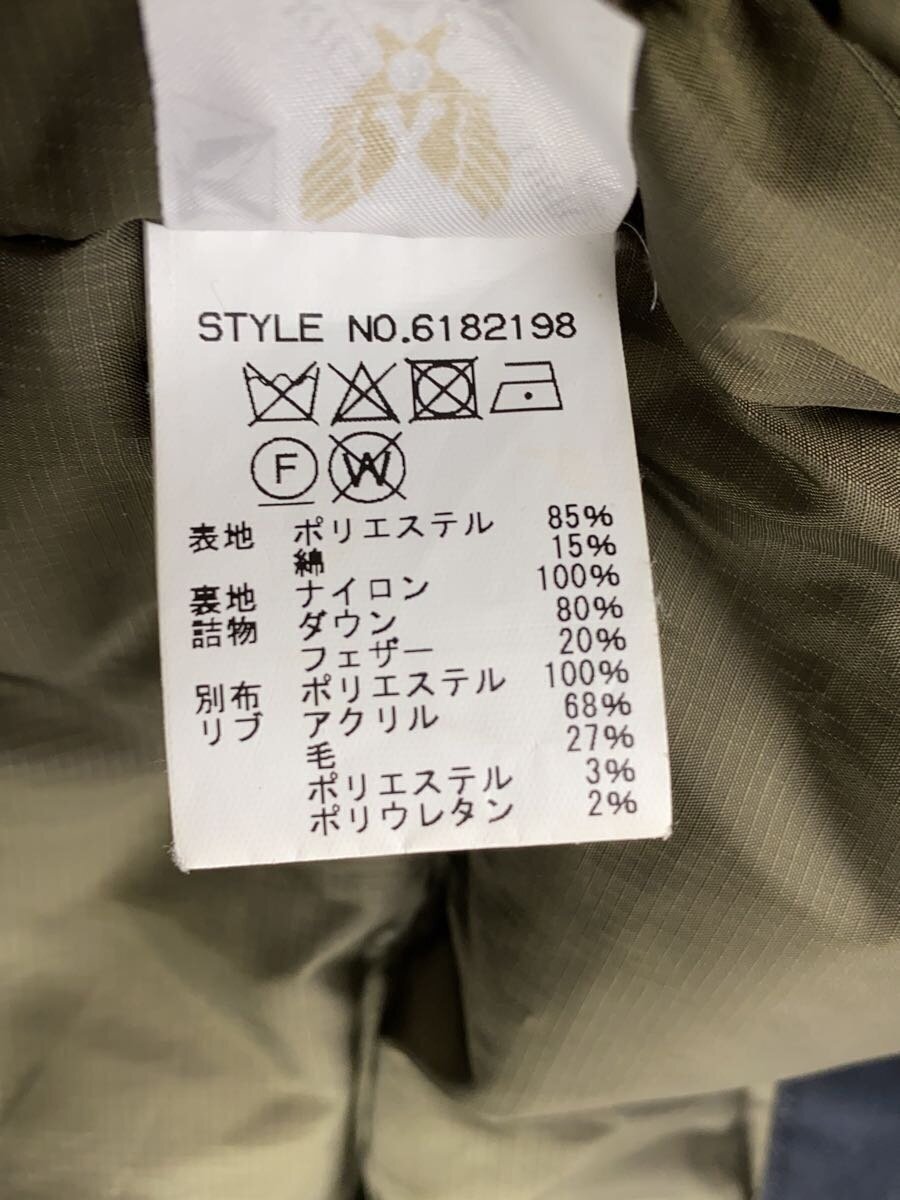 STYLE NO.6182198
F W
表地 ポリエステル 85%
綿 15%
裏地 ナイロン 100%
詰物 ダウン 80%
フェザー 20%
別布 ポリエステル 100%
リブ アクリル 68%
毛 27%
ポリエステル 3%
ポリウレタン 2%